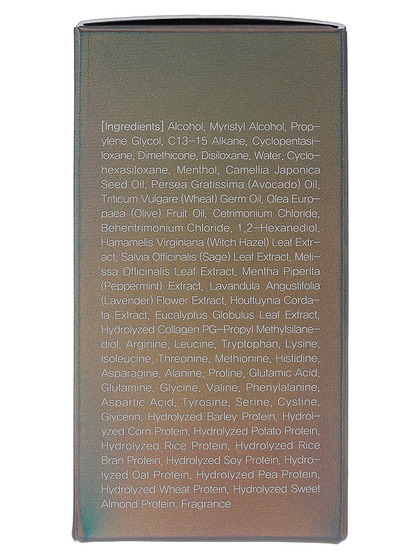 [Ingredients] Alcohol, Myristyl Alcohol, Prop-
ylene Glycol, C13-15 Alkane, Cyclopentasi-
loxane, Dimethicone, Disiloxane, Water, Cyclo-
hexasiloxane, Menthol, Camellia Japonica
Seed Oil, Persea Gratissima (Avocado) Oil,
Triticum Vulgare (Wheat) Germ Oil, Olea Euro-
paea (Olive) Fruit Oil, Cetrimonium Chloride,
Behentrimonium Chloride, 1,2-Hexanediol,
Hamamelis Virginiana (Witch Hazel) Leaf Extr-
act, Salvia Officinalis (Sage) Leaf Extract, Meli-
ssa Officinalis Leaf Extract, Mentha Piperita
(Peppermint) Extract, Lavandula Angustifolia
(Lavender) Flower Extract, Houttuynia Corda-
ta Extract, Eucalyptus Globulus Leaf Extract,
Hydrolyzed Collagen PG-Propyl Methylsilane-
diol, Arginine, Leucine, Tryptophan, Lysine,
Isoleucine, Threonine, Methionine, Histidine,
Asparagine, Alanine, Proline, Glutamic Acid,
Glutamine, Glycine, Valine, Phenylalanine,
Aspartic Acid, Tyrosine, Serine, Cystine,
Glycerin, Hydrolyzed Barley Protein, Hydrol-
yzed Corn Protein, Hydrolyzed Potato Protein,
Hydrolyzed Rice Protein, Hydrolyzed Rice
Bran Protein, Hydrolyzed Soy Protein, Hydro-
lyzed Oat Protein, Hydrolyzed Pea Protein,
Hydrolyzed Wheat Protein, Hydrolyzed Sweet
Almond Protein, Fragrance